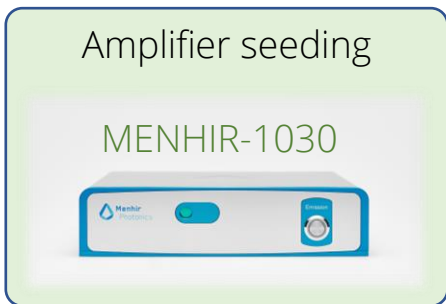 Amplifier seeding
MENHIR-1030
Menhir
Photonics
Emission